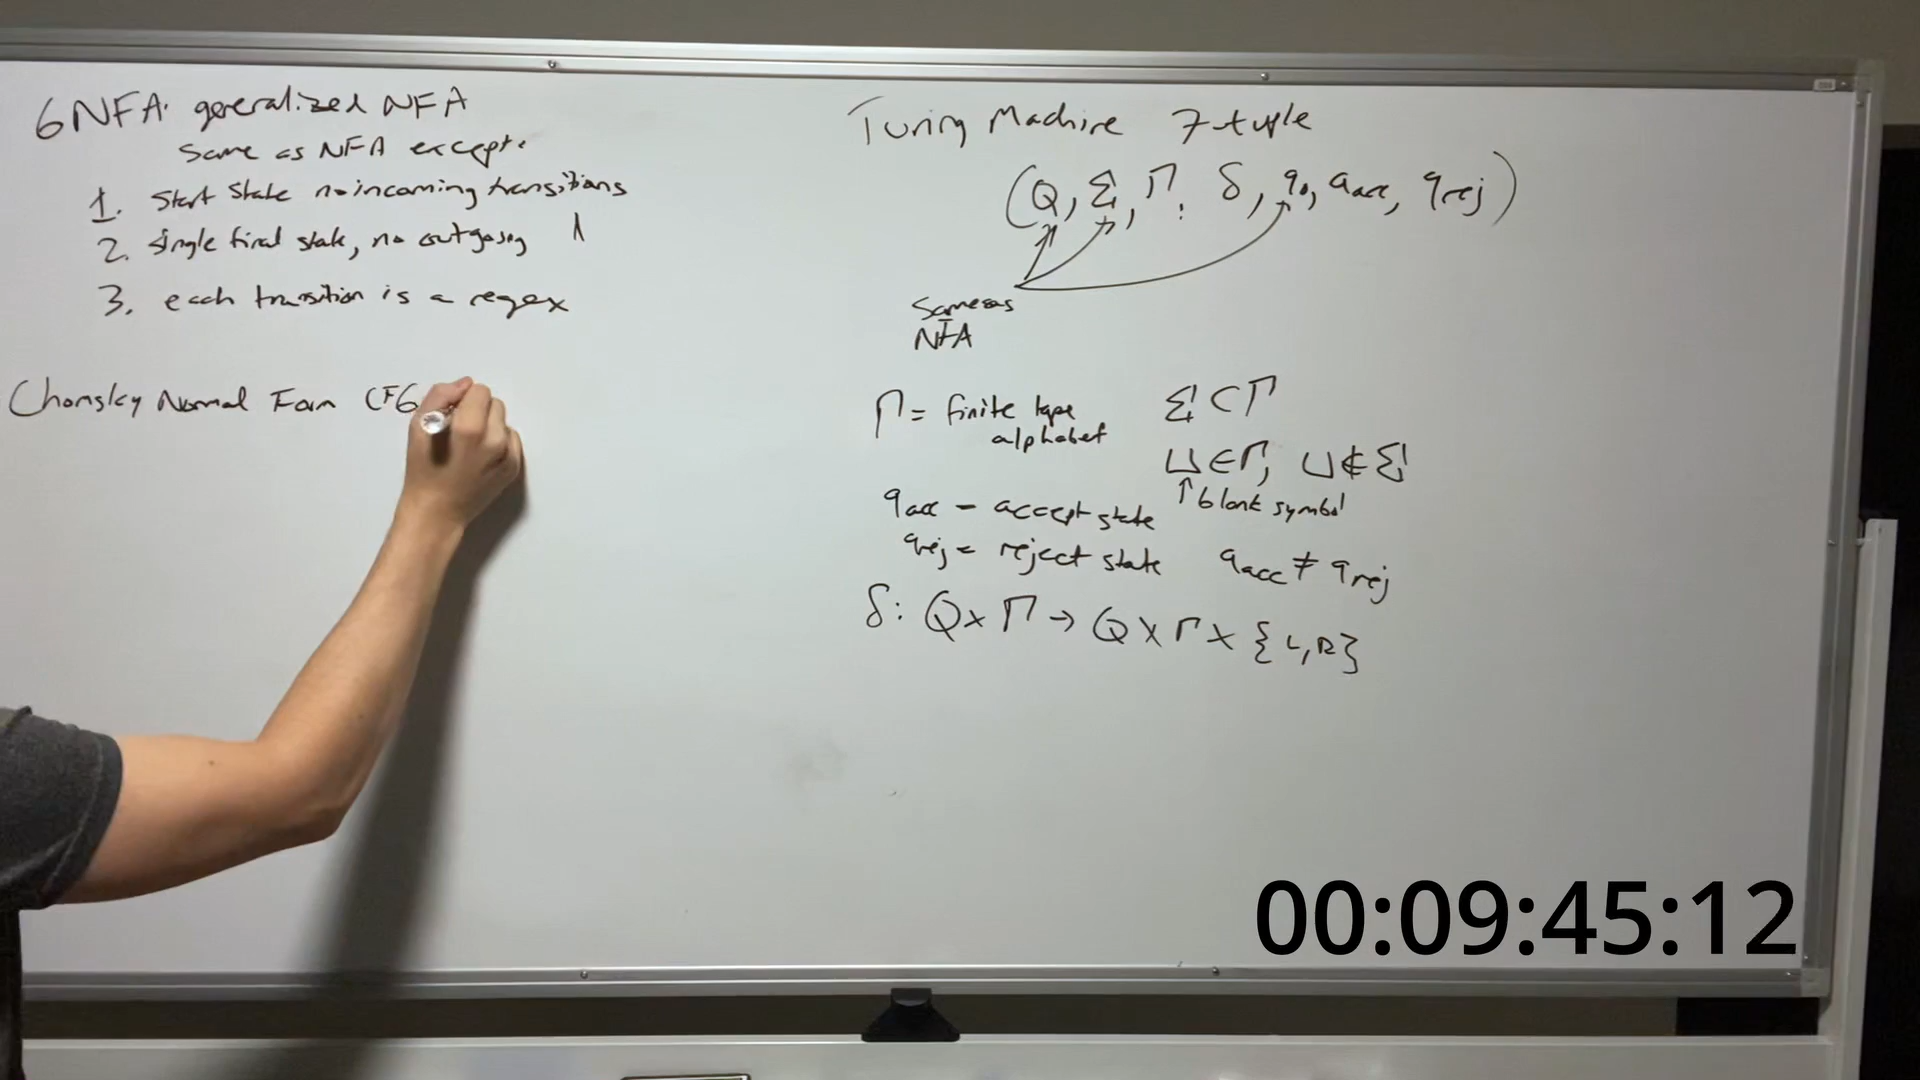 GNFA: generalized NFA
Same as NFA except:
1. Start state no incoming transitions
2. single final state, no outgoing
3. each transition is a regex
Chomsky Normal Form CFG
Turing Machine 7-tuple
(Q, Σ, Γ, δ, q₀, qacc, qrej)
Same as
NFA
Γ = finite tape
alphabet
Σ ⊂ Γ
⊔ ∈ Γ, ⊔ ∉ Σ
↑ blank symbol
qacc - accept state
qrej = reject state qacc ≠ qrej
δ: Q × Γ → Q × Γ × {L, R}
00:09:45:12